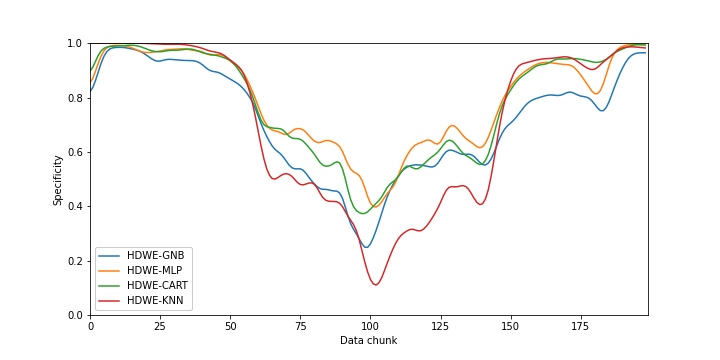 1.0
0.8
0.6
0.4
0.2
0.0
Specificity
HDWE-GNB
HDWE-MLP
HDWE-CART
HDWE-KNN
0 25 50 75 100 125 150 175
Data chunk